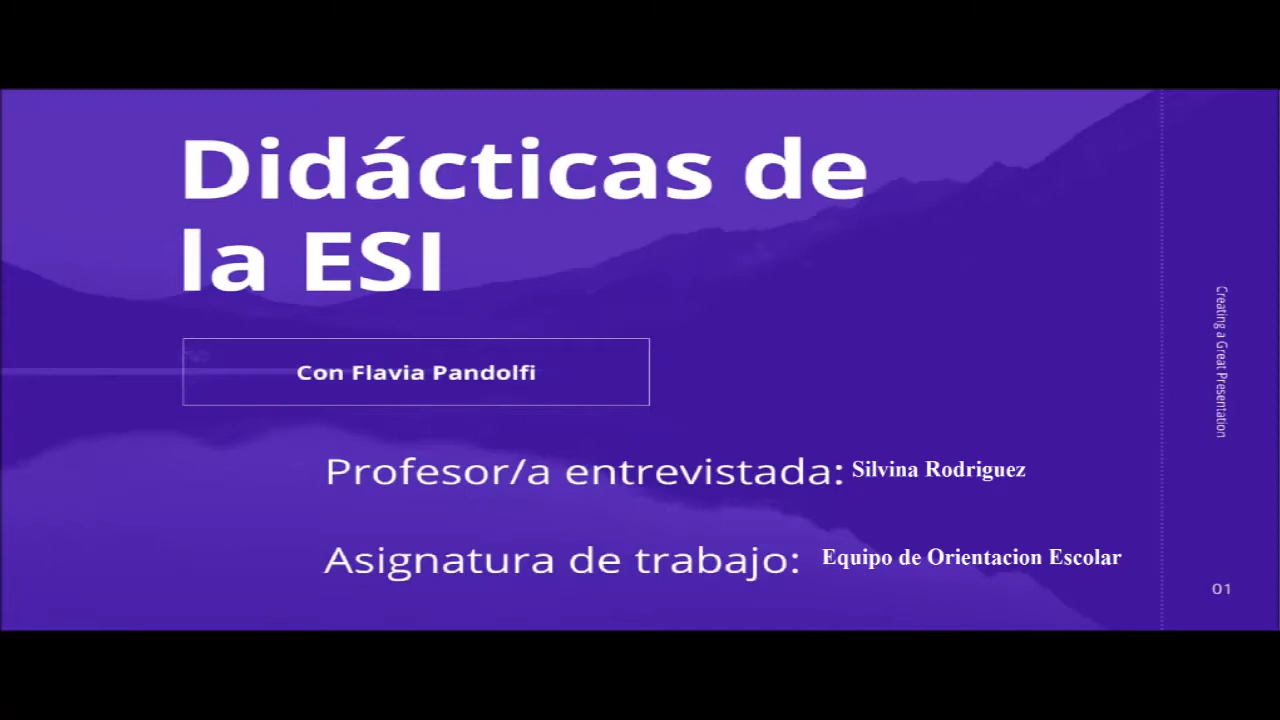 Didácticas de
la ESI
Con Flavia Pandolfi
Profesor/a entrevistada: Silvina Rodriguez
Asignatura de trabajo: Equipo de Orientacion Escolar
Creating a Great Presentation
01